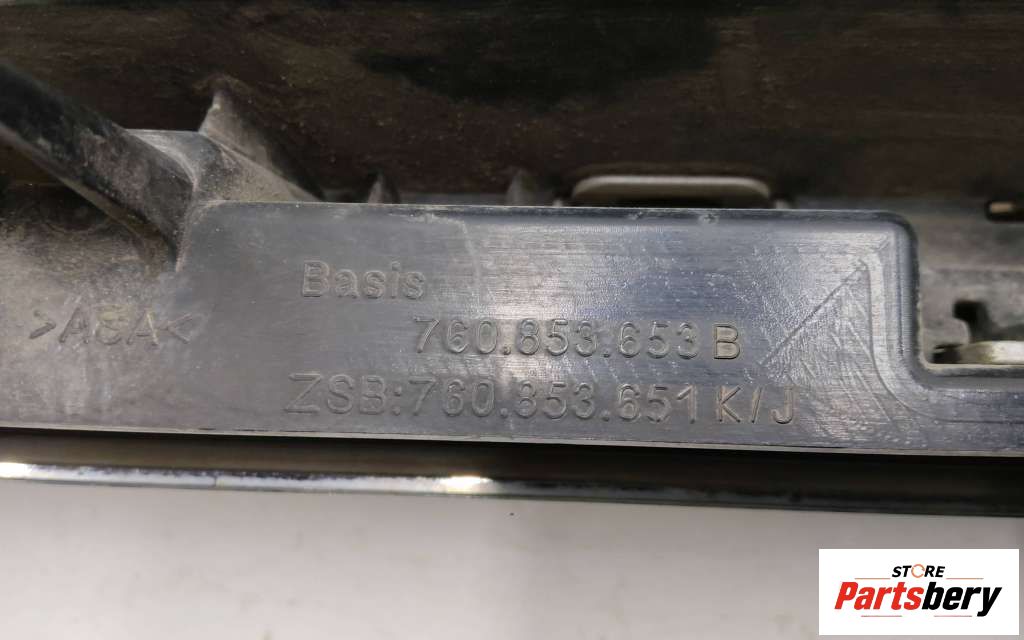 Basis
>ASA<
760.853.653 B
ZSB:760.853.651 K/J
STORE
Partsbery